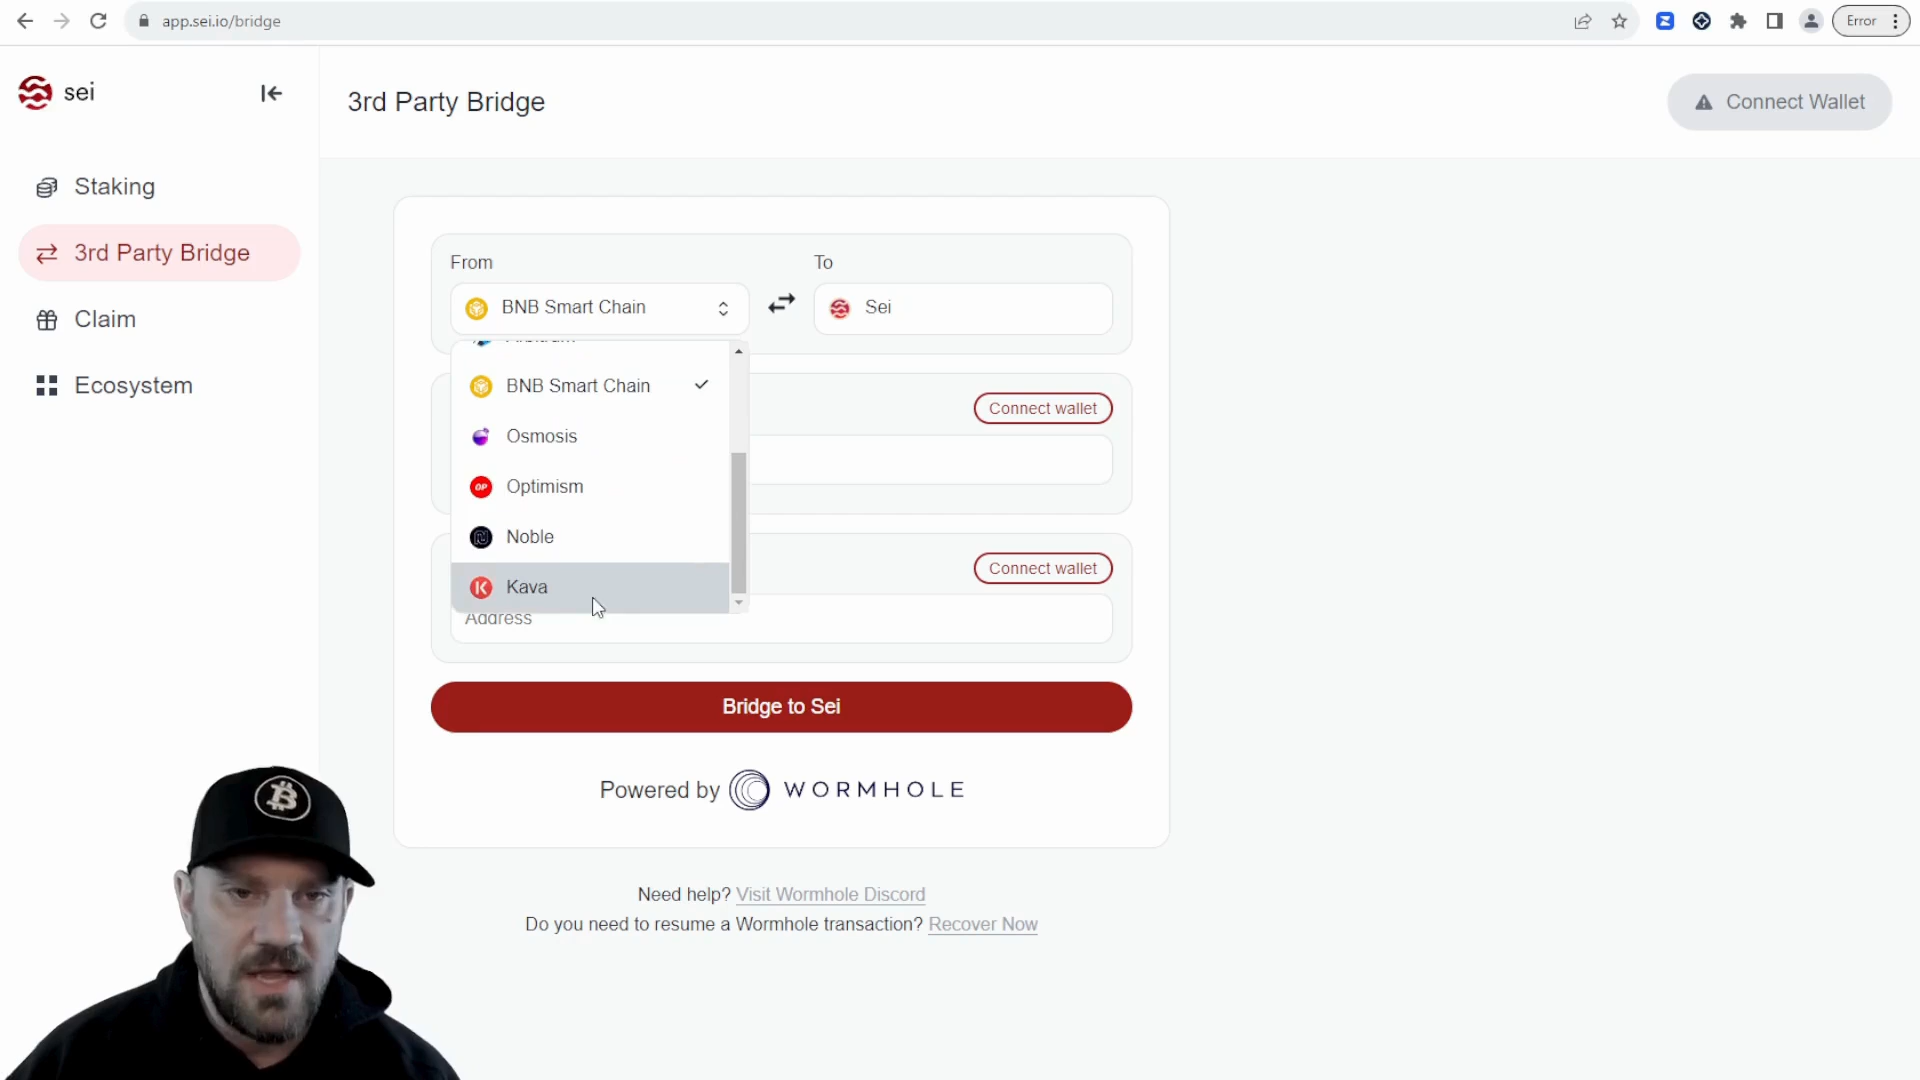 app.sei.io/bridge
Error
sei
3rd Party Bridge
Connect Wallet
Staking
3rd Party Bridge
Claim
Ecosystem
From
To
BNB Smart Chain
Sei
Arbitrum
BNB Smart Chain
Osmosis
Optimism
Noble
Kava
Connect wallet
Connect wallet
Address
Bridge to Sei
Powered by WORMHOLE
Need help? Visit Wormhole Discord
Do you need to resume a Wormhole transaction? Recover Now